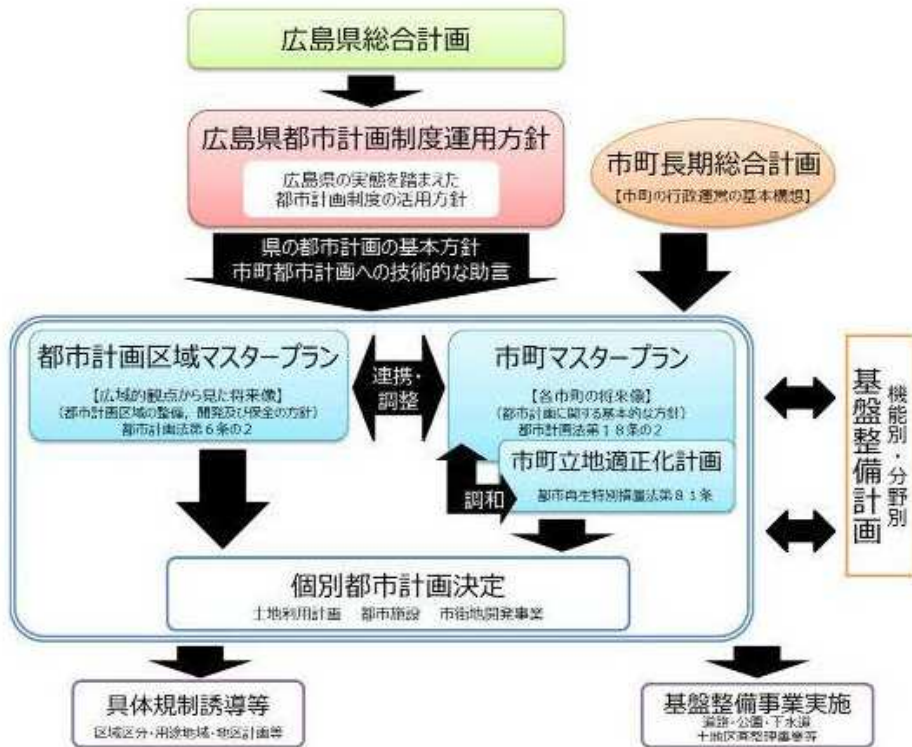 広島県総合計画
広島県都市計画制度運用方針
広島県の実態を踏まえた
都市計画制度の活用方針
市町長期総合計画
【市町の行政運営の基本構想】
県の都市計画の基本方針
市町都市計画への技術的な助言
都市計画区域マスタープラン
【広域的観点から見た将来像】
(都市計画区域の整備，開発及び保全の方針)
都市計画法第6条の2
連携・
調整
市町マスタープラン
【各市町の将来像】
(都市計画に関する基本的な方針)
都市計画法第18条の2
市町立地適正化計画
都市再生特別措置法第81条
調和
機能別・分野別
基盤整備計画
個別都市計画決定
土地利用計画 都市施設 市街地開発事業
具体規制誘導等
区域区分・用途地域・地区計画等
基盤整備事業実施
道路・公園・下水道
土地区画整理事業等